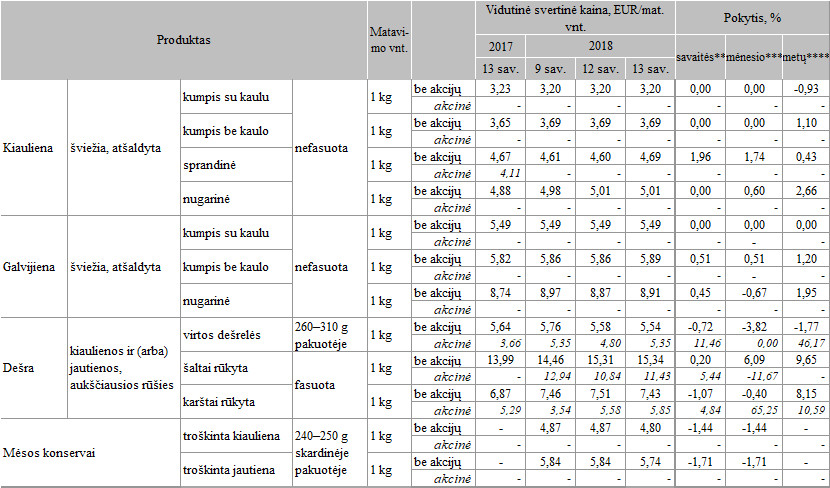 Produktas Matavi- Vidutinė svertinė kaina, EUR/mat. Pokytis, %
mo vnt. vnt.
2017 2018 savaitės** mėnesio*** metų****
13 sav. 9 sav. 12 sav. 13 sav.
Kiauliena šviežia, atšaldyta kumpis su kaulu nefasuota 1 kg be akcijų 3,23 3,20 3,20 3,20 0,00 0,00 -0,93
akcinė - - - - - - -
kumpis be kaulo 1 kg be akcijų 3,65 3,69 3,69 3,69 0,00 0,00 1,10
akcinė - - - - - - -
sprandinė 1 kg be akcijų 4,67 4,61 4,60 4,69 1,96 1,74 0,43
akcinė 4,11 - - - - - -
nugarinė 1 kg be akcijų 4,88 4,98 5,01 5,01 0,00 0,60 2,66
akcinė - - - - - - -
Galvijiena šviežia, atšaldyta kumpis su kaulu nefasuota 1 kg be akcijų 5,49 5,49 5,49 5,49 0,00 0,00 0,00
akcinė - - - - - - -
kumpis be kaulo 1 kg be akcijų 5,82 5,86 5,86 5,89 0,51 0,51 1,20
akcinė - - - - - - -
nugarinė 1 kg be akcijų 8,74 8,97 8,87 8,91 0,45 -0,67 1,95
akcinė - - - - - - -
Dešra kiaulienos ir (arba) jautienos, aukščiausios rūšies virtos dešrelės 260–310 g pakuotėje 1 kg be akcijų 5,64 5,76 5,58 5,54 -0,72 -3,82 -1,77
akcinė 3,66 5,35 4,80 5,35 11,46 0,00 46,17
šaltai rūkyta fasuota 1 kg be akcijų 13,99 14,46 15,31 15,34 0,20 6,09 9,65
akcinė - 12,94 10,84 11,43 5,44 -11,67 -
karštai rūkyta 1 kg be akcijų 6,87 7,46 7,51 7,43 -1,07 -0,40 8,15
akcinė 5,29 3,54 5,58 5,85 4,84 65,25 10,59
Mėsos konservai troškinta kiauliena 240–250 g skardinėje pakuotėje 1 kg be akcijų - 4,87 4,87 4,80 -1,44 -1,44 -
akcinė - - - - - - -
troškinta jautiena 1 kg be akcijų - 5,84 5,84 5,74 -1,71 -1,71 -
akcinė - - - - - - -